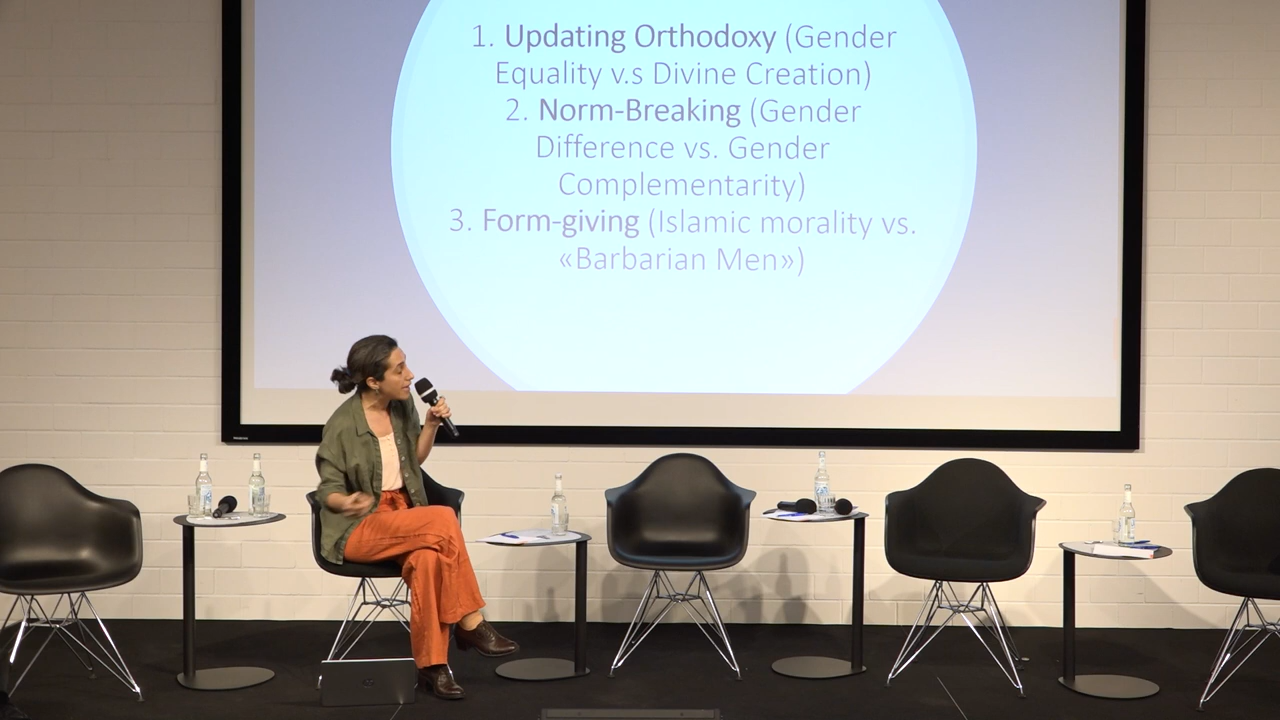 1. Updating Orthodoxy (Gender
Equality v.s Divine Creation)
2. Norm-Breaking (Gender
Difference vs. Gender
Complementarity)
3. Form-giving (Islamic morality vs.
«Barbarian Men»)